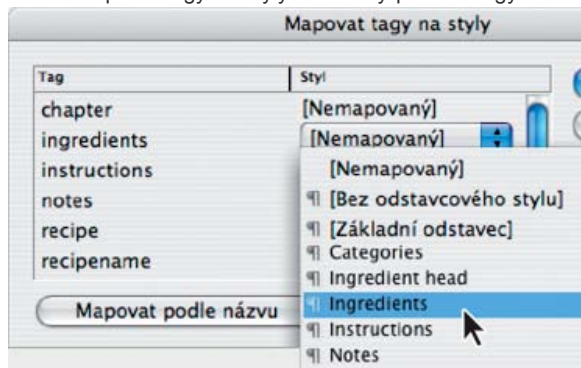 Mapovat tagy na styly
Tag Styl
chapter [Nemapovaný]
ingredients [Nemapovaný]
instructions [Nemapovaný]
notes ¶ [Bez odstavcového stylu]
recipe ¶ [Základní odstavec]
recipename ¶ Categories
¶ Ingredient head
Mapovat podle názvu ¶ Ingredients
¶ Instructions
¶ Notes